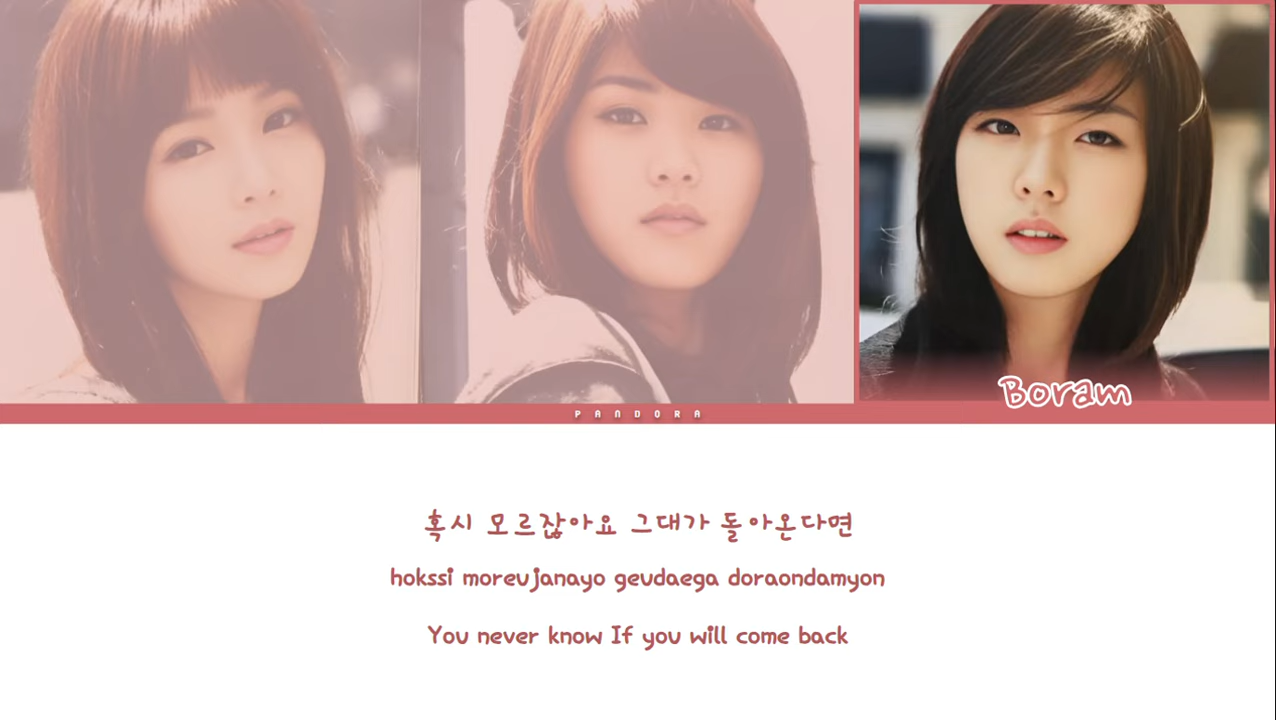 Boram
PANDORA
혹시 모르잖아요 그대가 돌아온다면
hokssi moreujanayo geudaega doraondamyon
You never know If you will come back